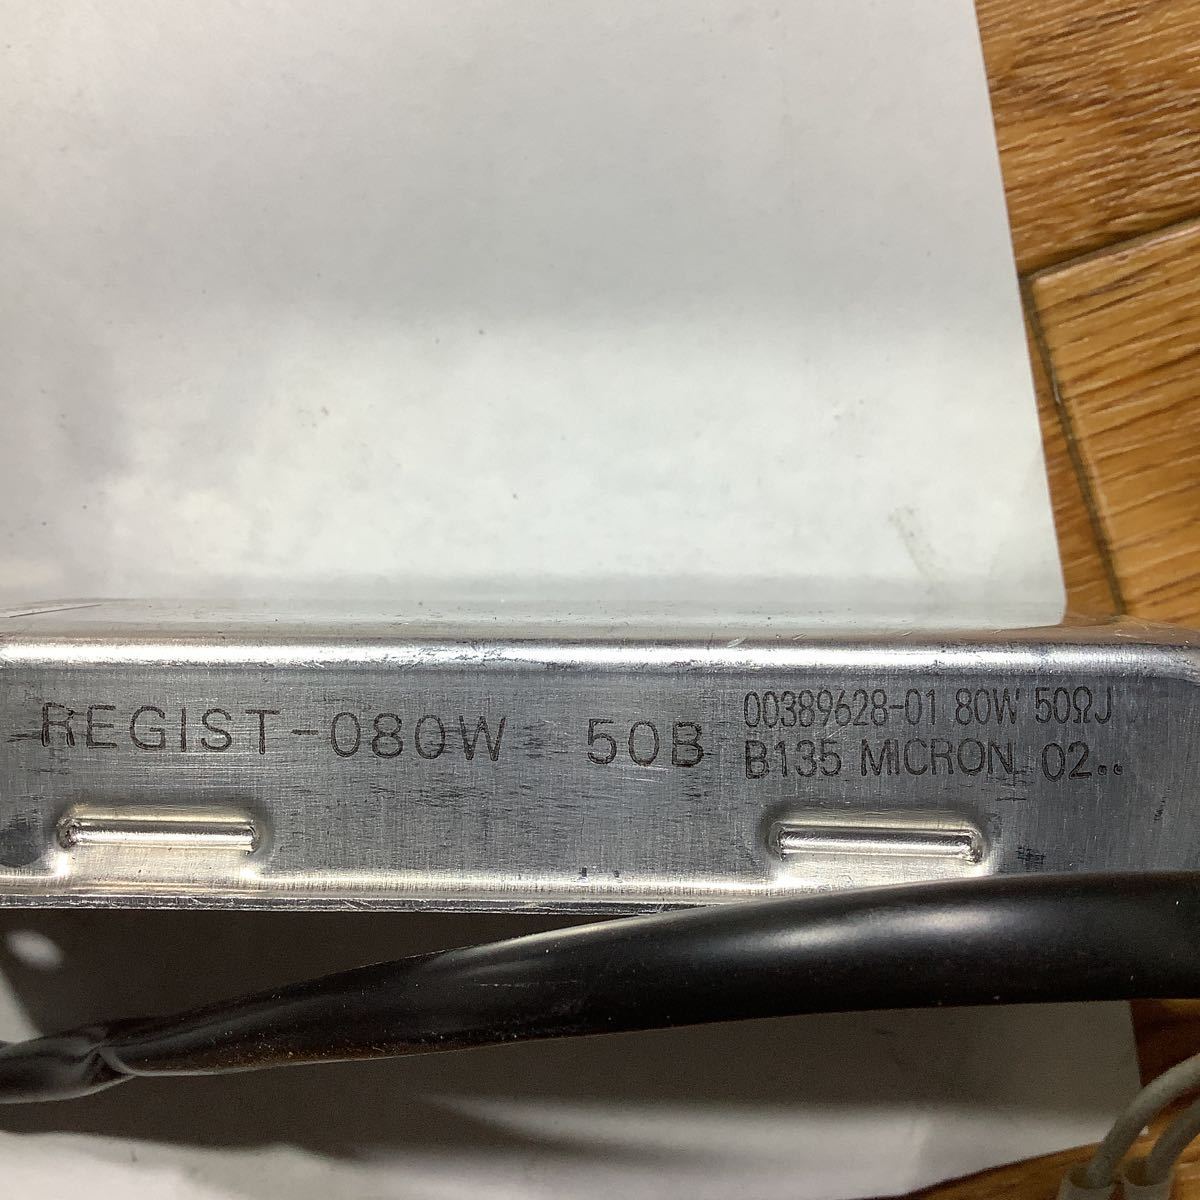 REGIST-080W 50B
00389628-01 80W 50ΩJ
B135 MICRON 02..